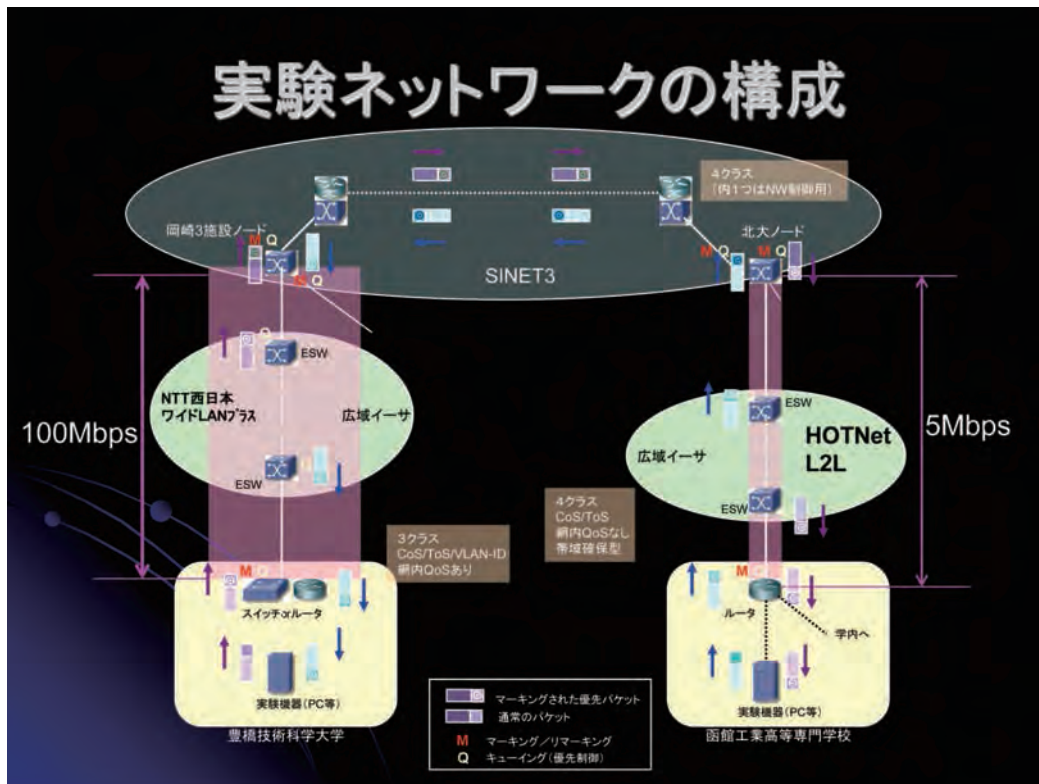 実験ネットワークの構成
4クラス
(内1つはNW制御用)
岡崎3施設ノード
北大ノード
M Q
M Q
M Q
M Q
SINET3
Q
ESW
NTT西日本
ワイドLANプラス
広域イーサ
100Mbps
ESW
ESW
広域イーサ
HOTNet
L2L
5Mbps
ESW
3クラス
CoS/ToS/VLAN-ID
網内QoSあり
4クラス
CoS/ToS
網内QoSなし
帯域確保型
M Q
スイッチorルータ
M Q
ルータ
学内へ
実験機器(PC等)
実験機器(PC等)
豊橋技術科学大学
函館工業高等専門学校
マーキングされた優先パケット
通常のパケット
M マーキング/リマーキング
Q キューイング(優先制御)